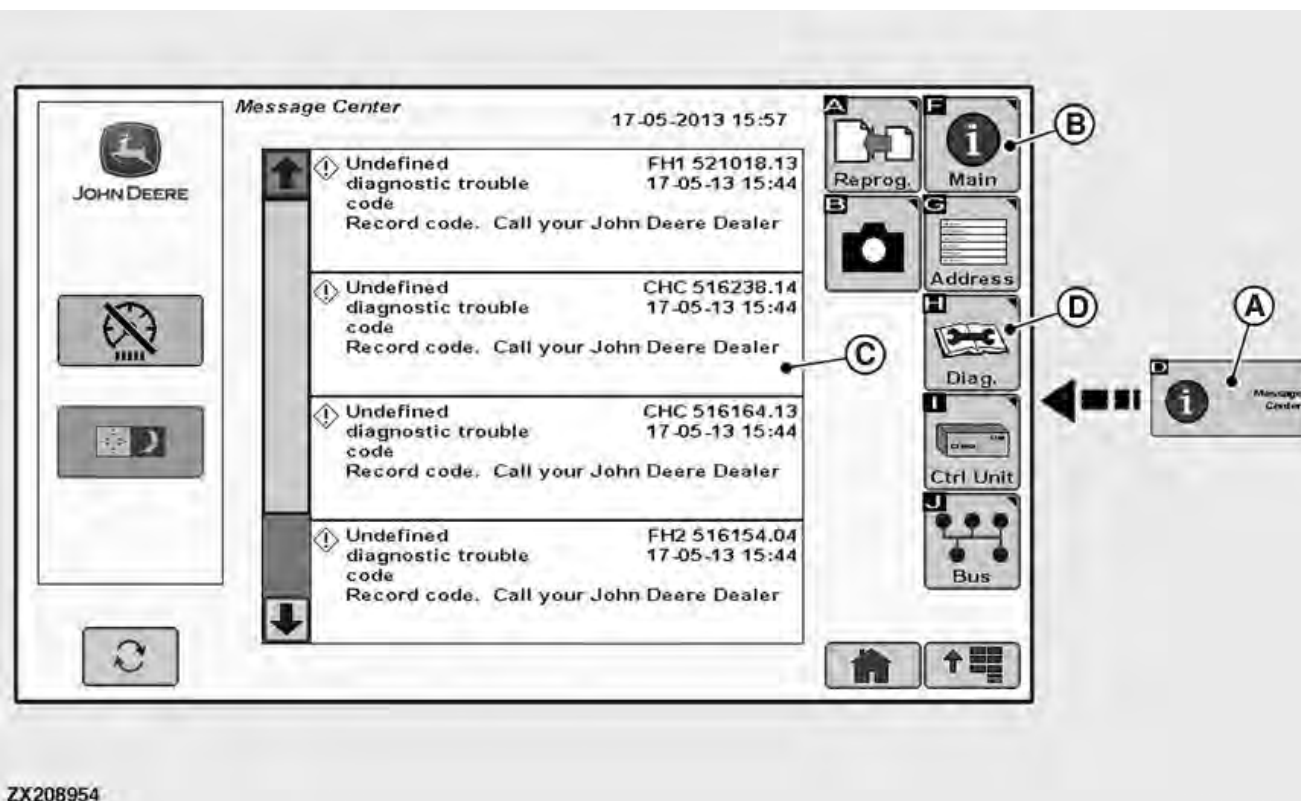 Message Center
17-05-2013 15:57
JOHN DEERE
Undefined diagnostic trouble code
FH1 521018.13
17-05-13 15:44
Record code. Call your John Deere Dealer
Undefined diagnostic trouble code
CHC 516238.14
17-05-13 15:44
Record code. Call your John Deere Dealer
Undefined diagnostic trouble code
CHC 516164.13
17-05-13 15:44
Record code. Call your John Deere Dealer
Undefined diagnostic trouble code
FH2 516154.04
17-05-13 15:44
Record code. Call your John Deere Dealer
A
Reprog.
B
F
Main
G
Address
H
Diag.
I
Ctrl Unit
J
Bus
B
D
C
A
D
Message
Center
ZX208954